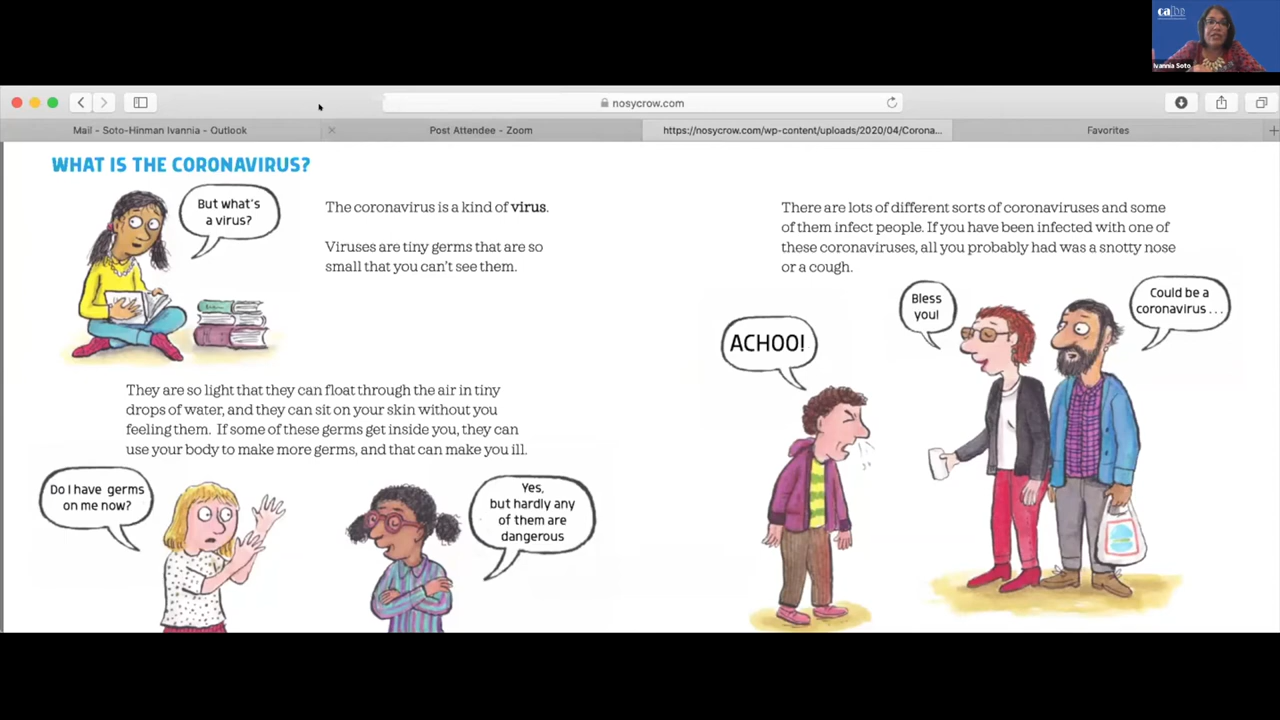 ca
Ivannia Soto
nosycrow.com
Mail - Soto-Hinman Ivannia - Outlook
Post Attendee - Zoom
https://nosycrow.com/wp-content/uploads/2020/04/Corona...
Favorites
WHAT IS THE CORONAVIRUS?
But what's
a virus?
The coronavirus is a kind of virus.
Viruses are tiny germs that are so
small that you can't see them.
They are so light that they can float through the air in tiny
drops of water, and they can sit on your skin without you
feeling them. If some of these germs get inside you, they can
use your body to make more germs, and that can make you ill.
Do I have germs
on me now?
Yes,
but hardly any
of them are
dangerous
There are lots of different sorts of coronaviruses and some
of them infect people. If you have been infected with one of
these coronaviruses, all you probably had was a snotty nose
or a cough.
ACHOO!
Bless
you!
Could be a
coronavirus . . .